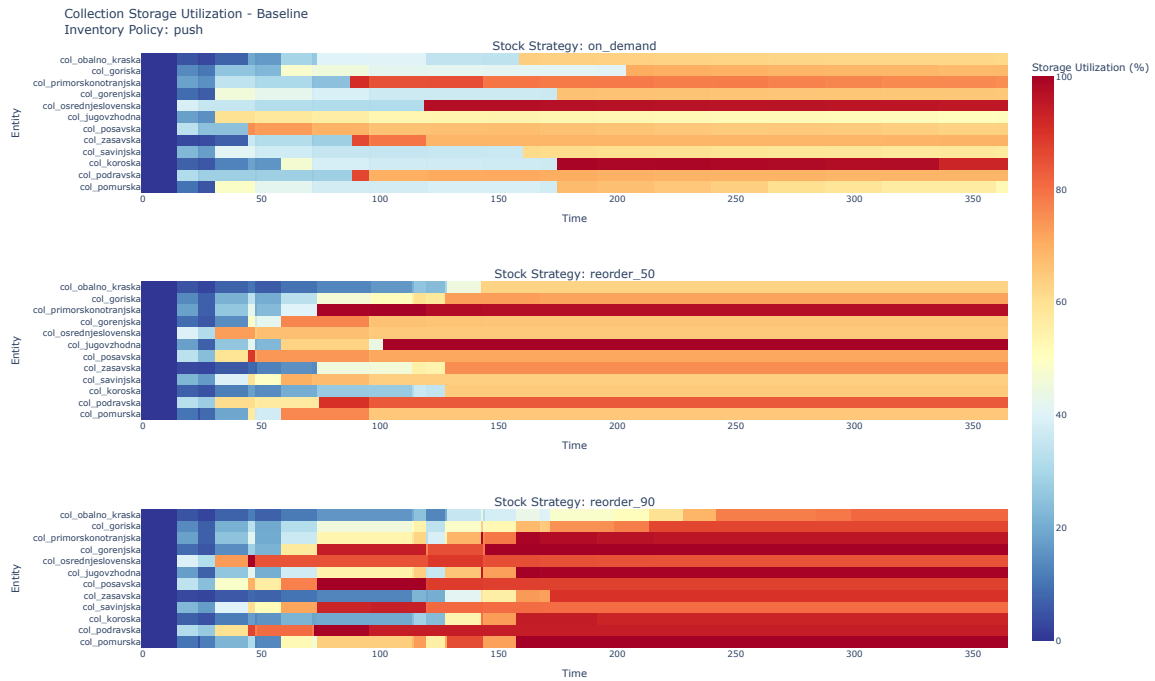 Collection Storage Utilization - Baseline
Inventory Policy: push
Stock Strategy: on_demand
col_obalno_kraska
col_goriska
col_primorskonotranjska
col_gorenjska
col_osrednjeslovenska
col_jugovzhodna
col_posavska
col_zasavska
col_savinjska
col_koroska
col_podravska
col_pomurska
Entity
0 50 100 150 200 250 300 350
Time
Stock Strategy: reorder_50
col_obalno_kraska
col_goriska
col_primorskonotranjska
col_gorenjska
col_osrednjeslovenska
col_jugovzhodna
col_posavska
col_zasavska
col_savinjska
col_koroska
col_podravska
col_pomurska
Entity
0 50 100 150 200 250 300 350
Time
Stock Strategy: reorder_90
col_obalno_kraska
col_goriska
col_primorskonotranjska
col_gorenjska
col_osrednjeslovenska
col_jugovzhodna
col_posavska
col_zasavska
col_savinjska
col_koroska
col_podravska
col_pomurska
Entity
0 50 100 150 200 250 300 350
Time
Storage Utilization (%)
100
80
60
40
20
0